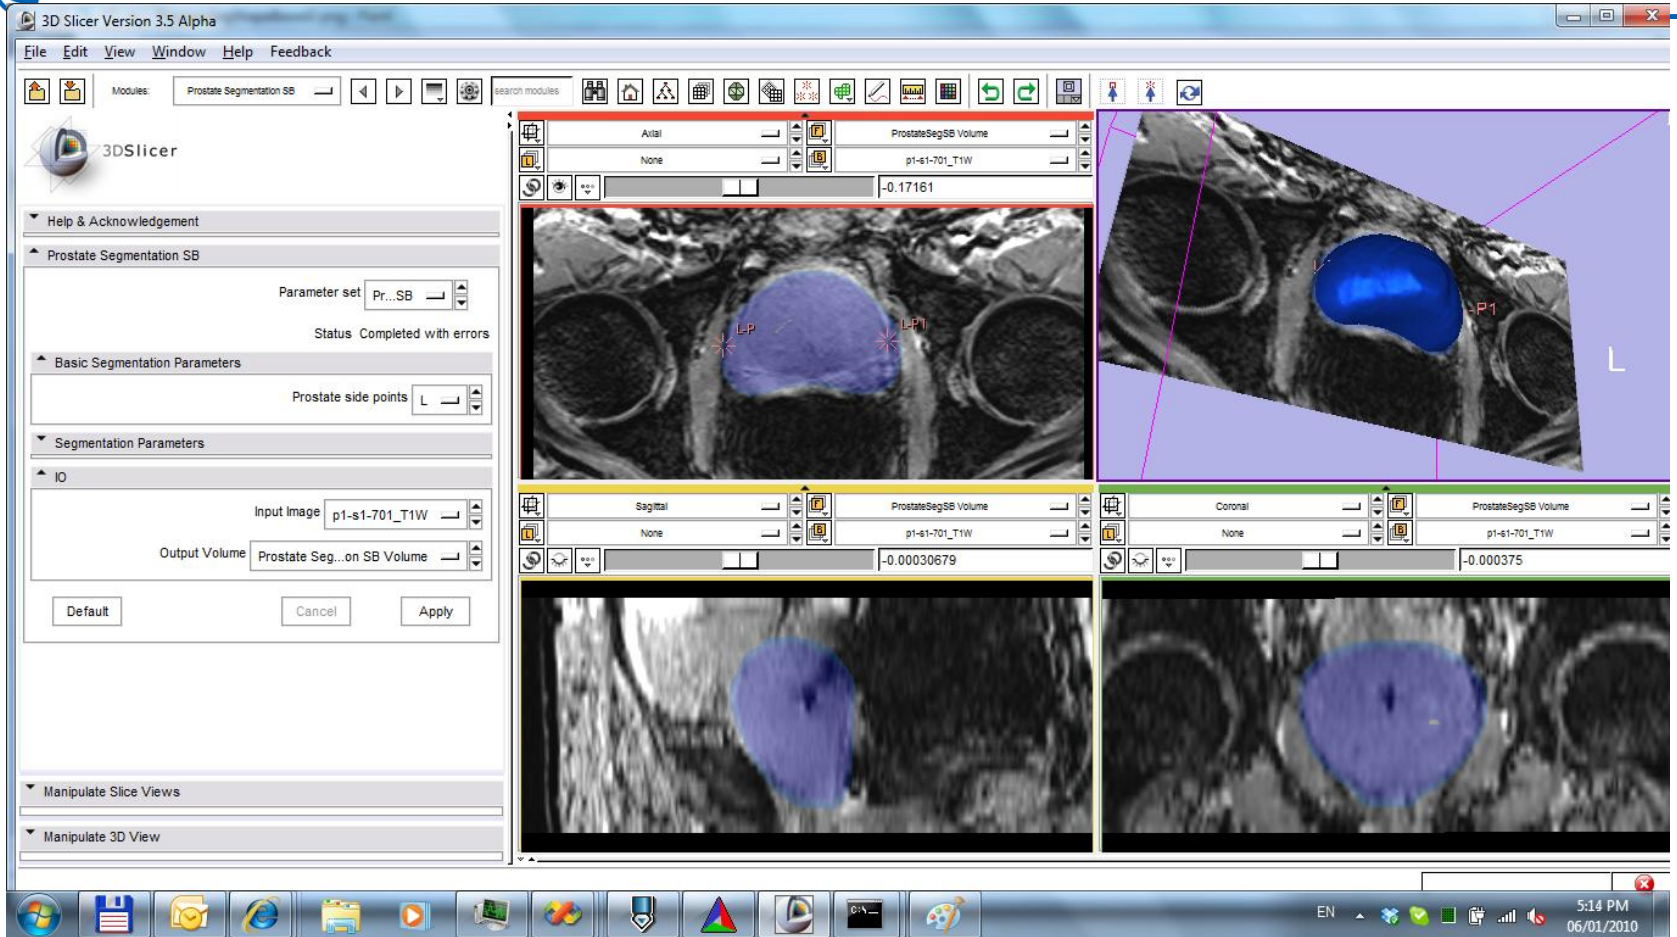 3D Slicer Version 3.5 Alpha
File Edit View Window Help Feedback
Modules: Prostate Segmentation SB search modules
3DSlicer
Help & Acknowledgement
Prostate Segmentation SB
Parameter set Pr...SB
Status Completed with errors
Basic Segmentation Parameters
Prostate side points L
Segmentation Parameters
IO
Input Image p1-s1-701_T1W
Output Volume Prostate Seg...on SB Volume
Default Cancel Apply
Manipulate Slice Views
Manipulate 3D View
Axial F ProstateSegSB Volume
L None B p1-s1-701_T1W
-0.17161
L-P L-P1
-P1
L
Sagittal F ProstateSegSB Volume
L None B p1-s1-701_T1W
-0.00030679
Coronal F ProstateSegSB Volume
L None B p1-s1-701_T1W
-0.000375
C:\
EN 5:14 PM
06/01/2010